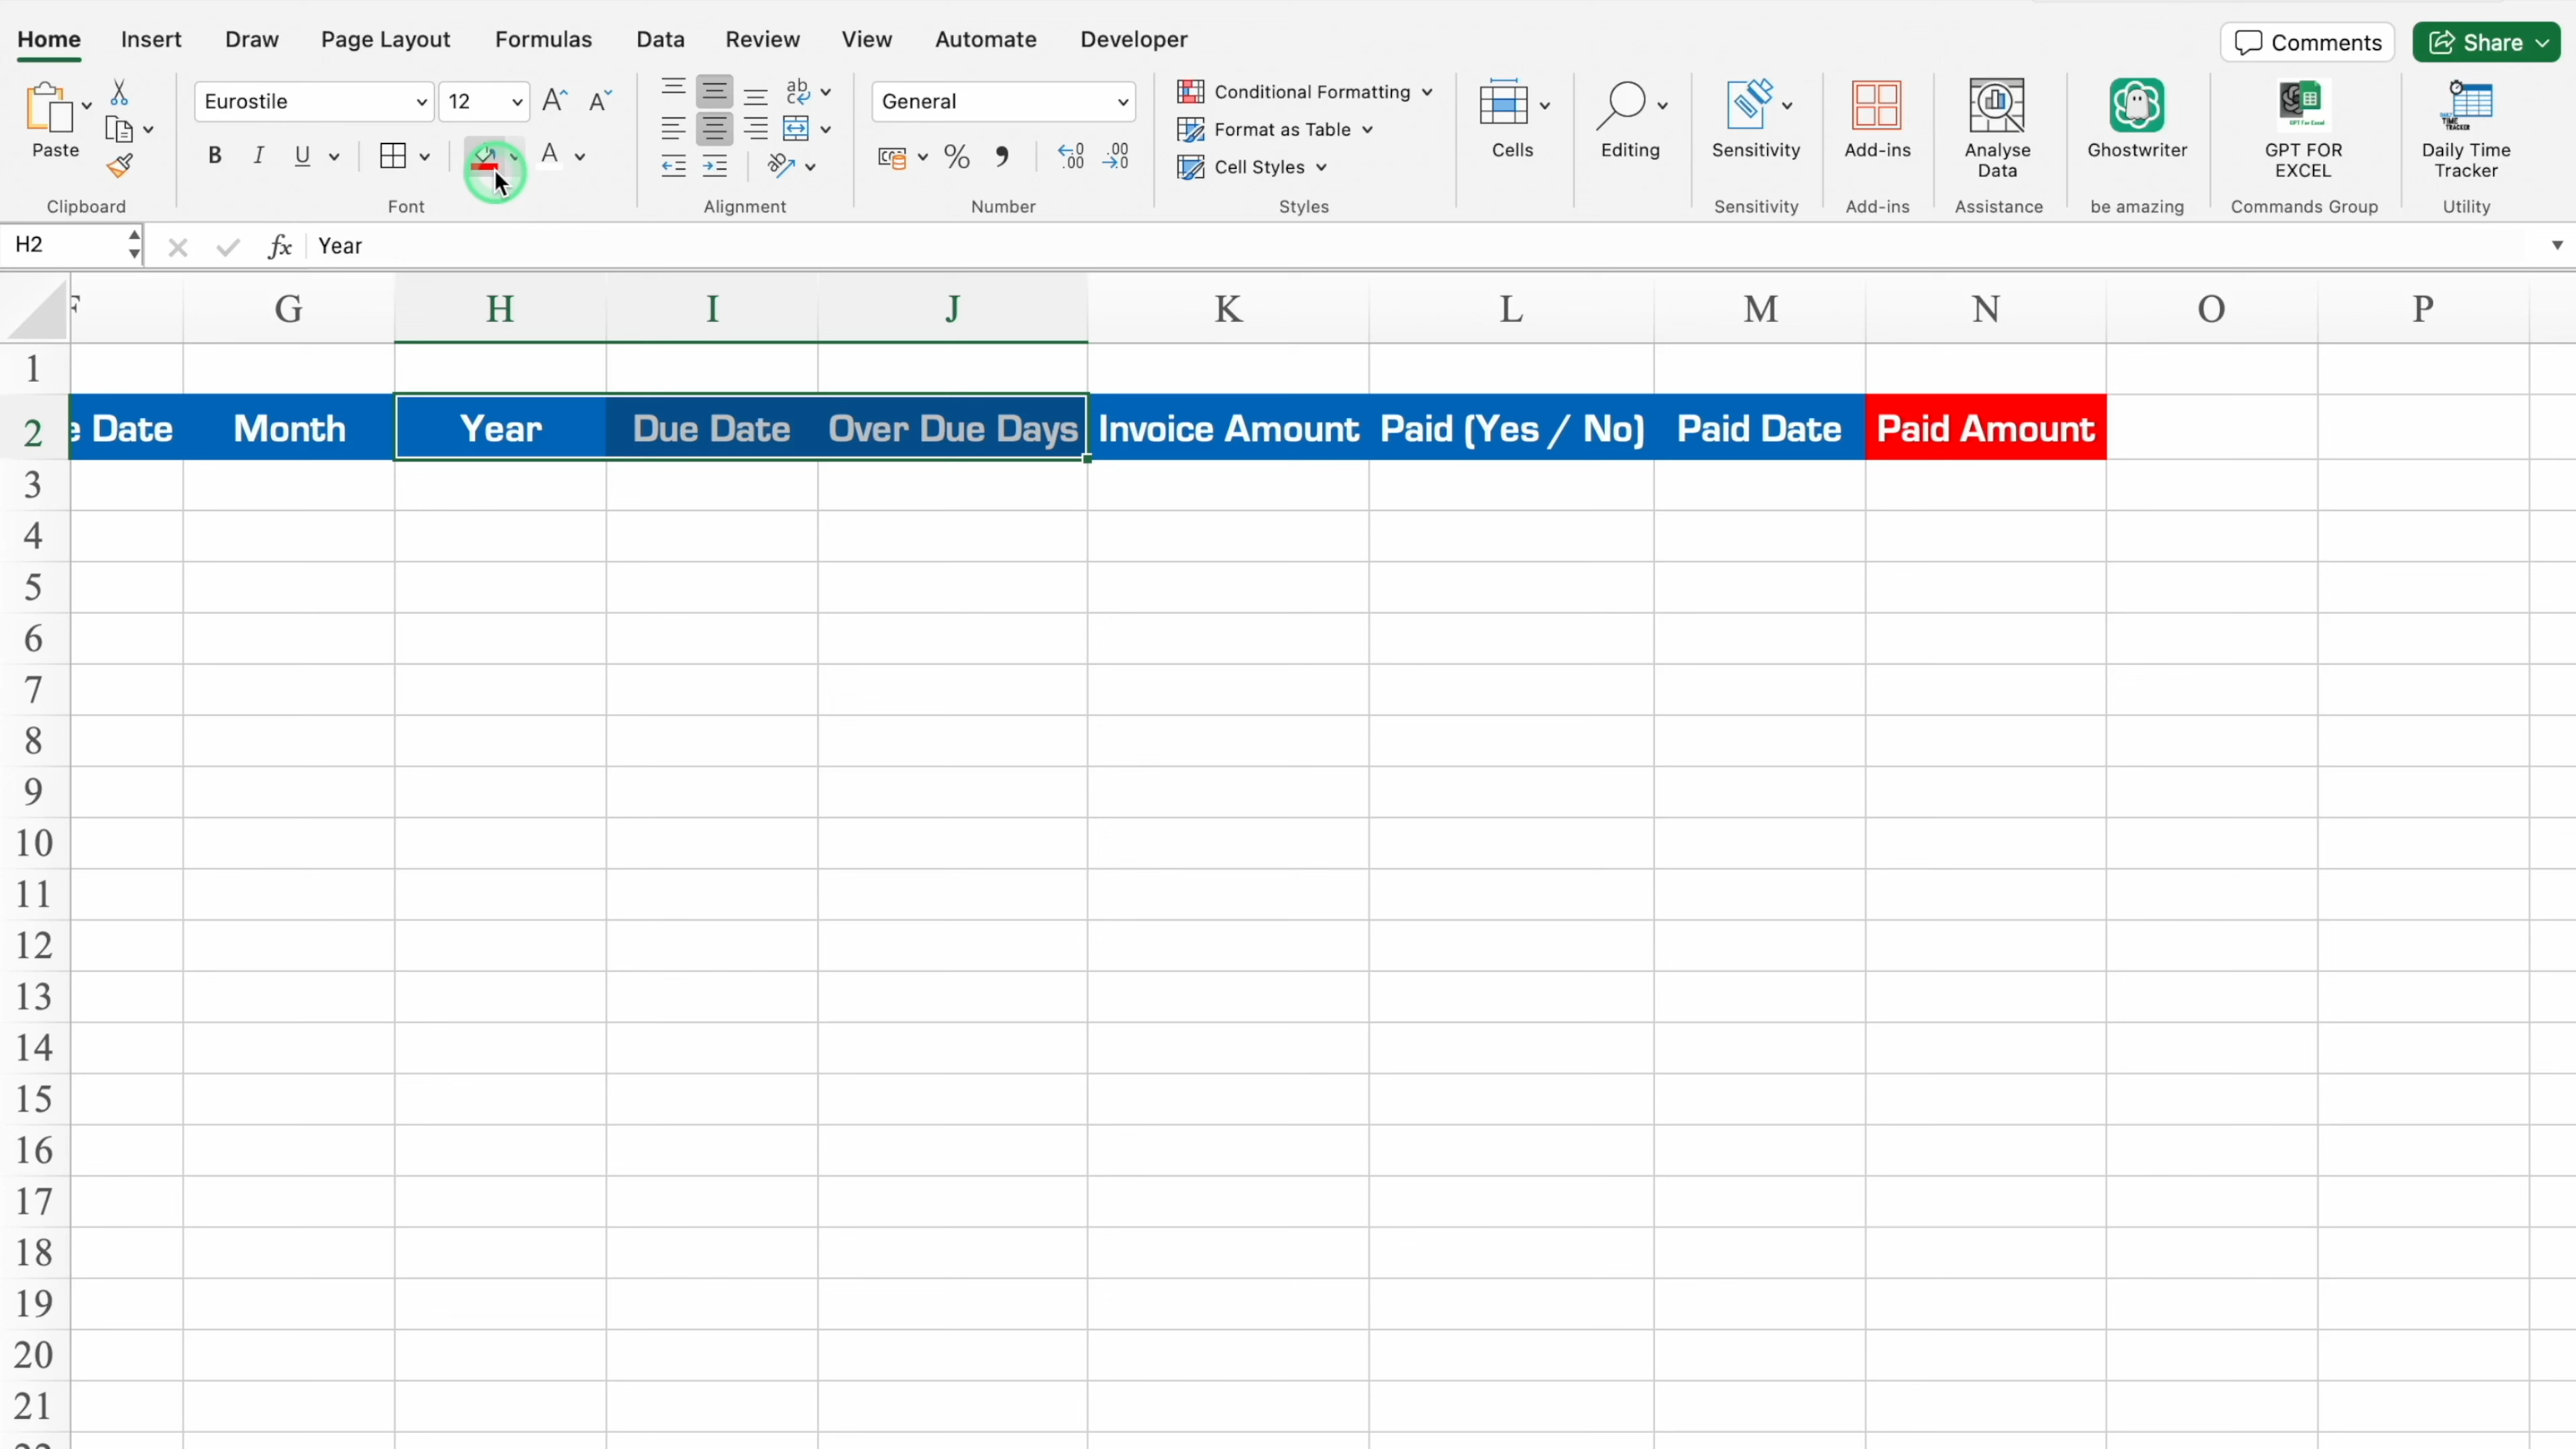 Home Insert Draw Page Layout Formulas Data Review View Automate Developer Comments Share
Paste
Clipboard
Eurostile 12
B I U A
Font
ab
Alignment
General
% .00 .00
Number
Conditional Formatting
Format as Table
Cell Styles
Styles
Cells
Editing
Sensitivity
Sensitivity
Add-ins
Add-ins
Analyse
Data
Assistance
Ghostwriter
be amazing
GPT FOR
EXCEL
Commands Group
Daily Time
Tracker
Utility
H2 fx Year
F G H I J K L M N O P
1
2 e Date Month Year Due Date Over Due Days Invoice Amount Paid (Yes / No) Paid Date Paid Amount
3
4
5
6
7
8
9
10
11
12
13
14
15
16
17
18
19
20
21